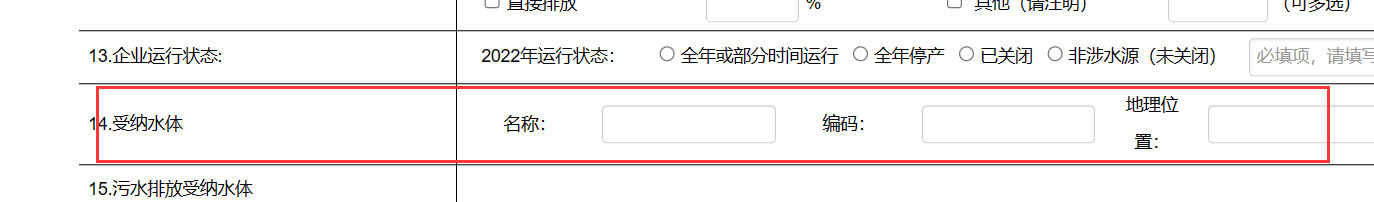 直接排放 % 其他（请注明） （可多选）
13.企业运行状态: 2022年运行状态： 全年或部分时间运行 全年停产 已关闭 非涉水源（未关闭） 必填项，请填写
14.受纳水体 名称： 编码： 地理位
置：
15.污水排放受纳水体